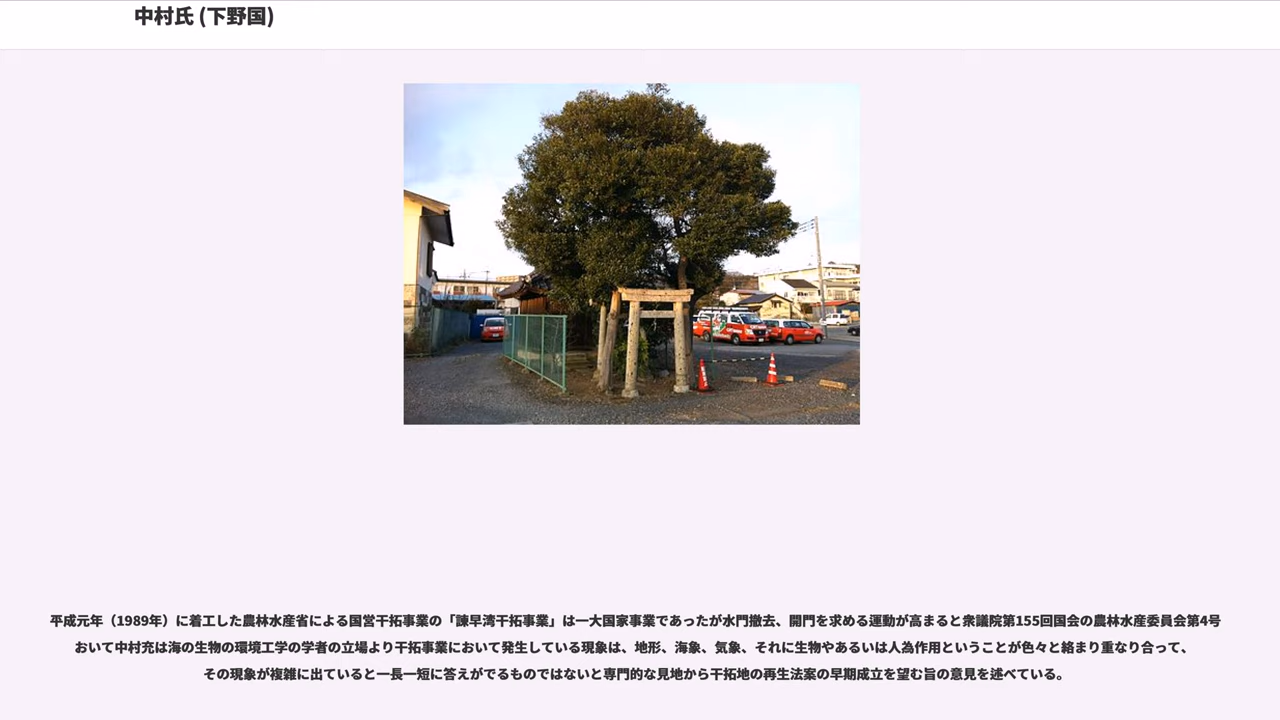 中村氏 (下野国)
平成元年（1989年）に着工した農林水産省による国営干拓事業の「諫早湾干拓事業」は一大国家事業であったが水門撤去、開門を求める運動が高まると衆議院第155回国会の農林水産委員会第4号
おいて中村充は海の生物の環境工学の学者の立場より干拓事業において発生している現象は、地形、海象、気象、それに生物やあるいは人為作用ということが色々と絡まり重なり合って、
その現象が複雑に出ていると一長一短に答えがでるものではないと専門的な見地から干拓地の再生法案の早期成立を望む旨の意見を述べている。